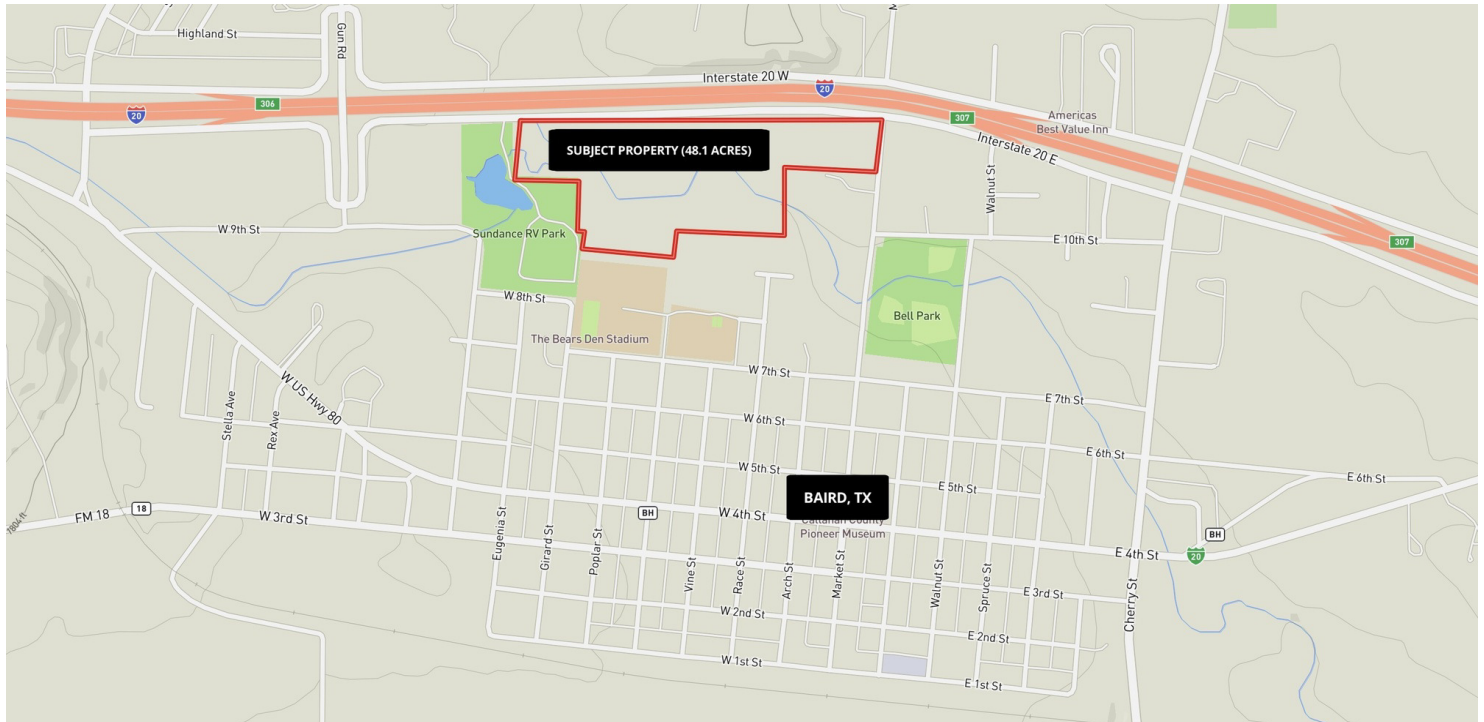 Highland St
Gun Rd
Interstate 20 W
20
306
20
307
Americas
Best Value Inn
Interstate 20 E
SUBJECT PROPERTY (48.1 ACRES)
Walnut St
W 9th St
Sundance RV Park
E 10th St
307
W 8th St
The Bears Den Stadium
Bell Park
W US Hwy 80
W 7th St
E 7th St
Stella Ave
Rex Ave
W 6th St
E 6th St
W 5th St
E 5th St
E 6th St
BAIRD, TX
Callahan County
Pioneer Museum
FM 18
18
W 3rd St
BH
W 4th St
E 4th St
BH
20
1804 ft
Eugenia St
Girard St
Poplar St
Vine St
Race St
Arch St
Market St
Walnut St
Spruce St
Cherry St
E 3rd St
W 2nd St
E 2nd St
W 1st St
E 1st St